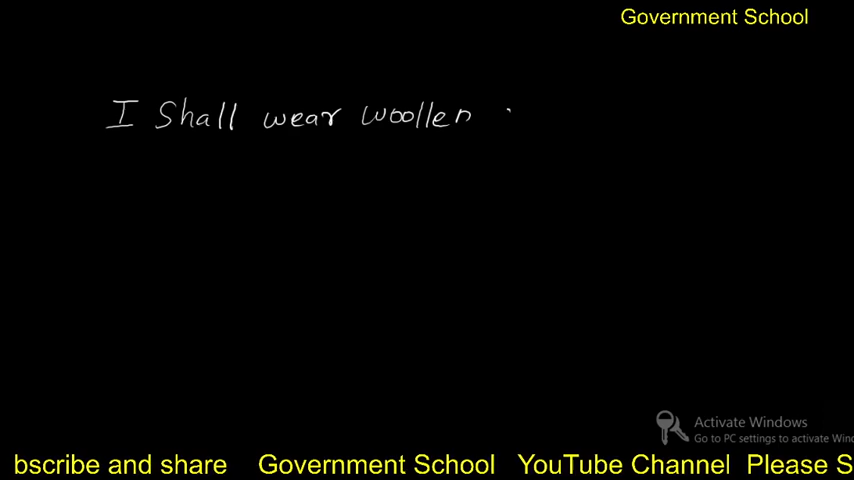 Government School
I Shall wear woollen
Activate Windows
Go to PC settings to activate Win
bscribe and share Government School YouTube Channel Please S